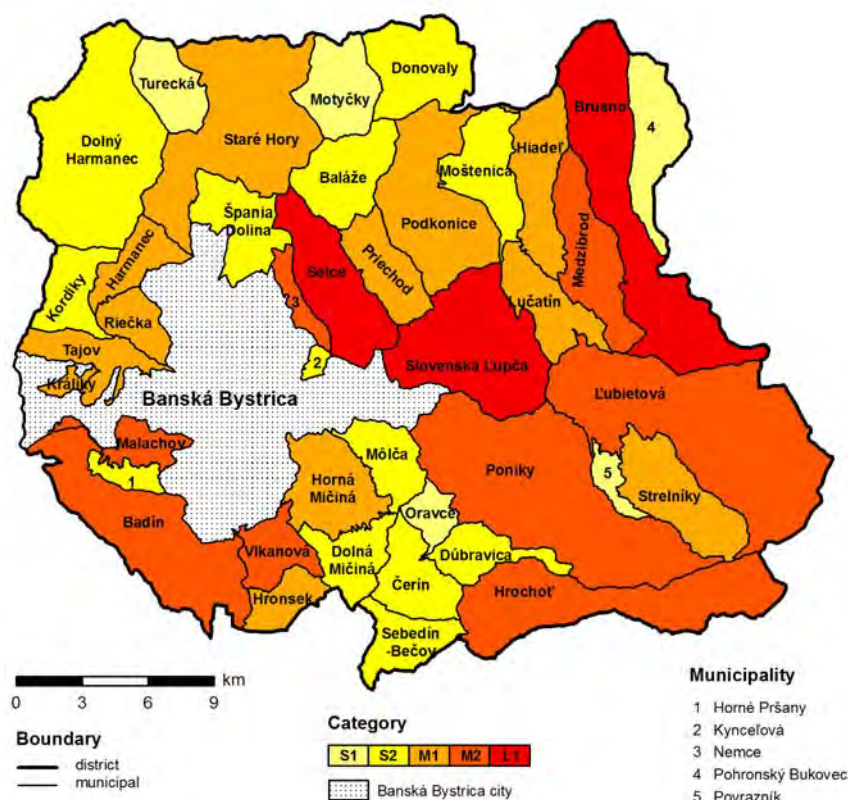 Turecká
Motyčky
Donovaly
Brusno
4
Dolný
Harmanec
Staré Hory
Hiadeľ
Moštenica
Baláže
Špania
Dolina
Podkonice
Medzibrod
Harmanec
Priechod
Selce
Kordíky
3
Lučatín
Riečka
Tajov
2
Slovenská Ľupča
Králiky
Banská Bystrica
Ľubietová
Malachov
Môlča
1
Horná
Mičiná
Poniky
5
Strelníky
Badín
Oravce
Vlkanová
Dolná
Mičiná
Dúbravica
Čerín
Hrochoť
Hronsek
Sebedín
-Bečov
km
0 3 6 9
Boundary
district
municipal
Category
S1 S2 M1 M2 L1
Banská Bystrica city
Municipality
1 Horné Pršany
2 Kynceľová
3 Nemce
4 Pohronský Bukovec
5 Povrazník